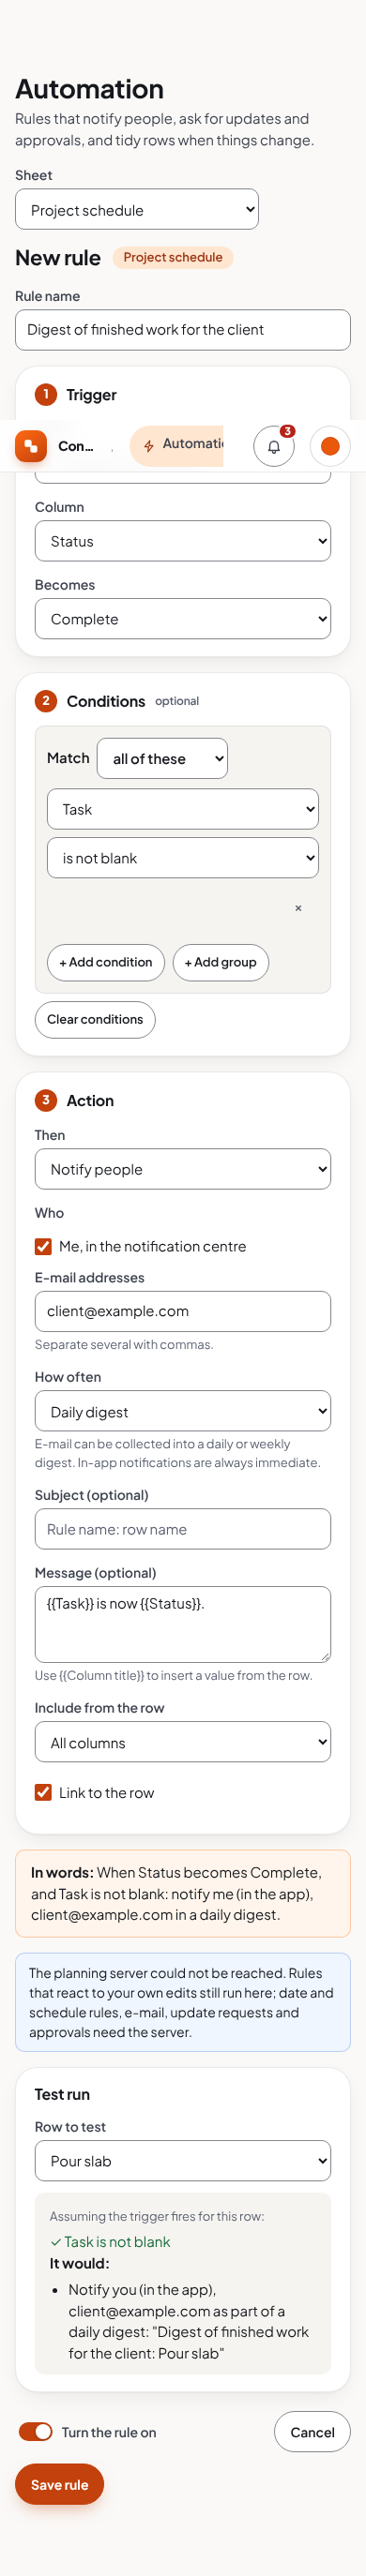 Automation
Rules that notify people, ask for updates and
approvals, and tidy rows when things change.
Sheet
Project schedule
New rule Project schedule
Rule name
Digest of finished work for the client
1 Trigger
Con... Automatic 3
Column
Status
Becomes
Complete
2 Conditions optional
Match all of these
Task
is not blank
×
+ Add condition + Add group
Clear conditions
3 Action
Then
Notify people
Who
Me, in the notification centre
E-mail addresses
client@example.com
Separate several with commas.
How often
Daily digest
E-mail can be collected into a daily or weekly
digest. In-app notifications are always immediate.
Subject (optional)
Rule name: row name
Message (optional)
{{Task}} is now {{Status}}.
Use {{Column title}} to insert a value from the row.
Include from the row
All columns
Link to the row
In words: When Status becomes Complete,
and Task is not blank: notify me (in the app),
client@example.com in a daily digest.
The planning server could not be reached. Rules
that react to your own edits still run here; date and
schedule rules, e-mail, update requests and
approvals need the server.
Test run
Row to test
Pour slab
Assuming the trigger fires for this row:
✓ Task is not blank
It would:
• Notify you (in the app),
client@example.com as part of a
daily digest: "Digest of finished work
for the client: Pour slab"
Turn the rule on Cancel
Save rule